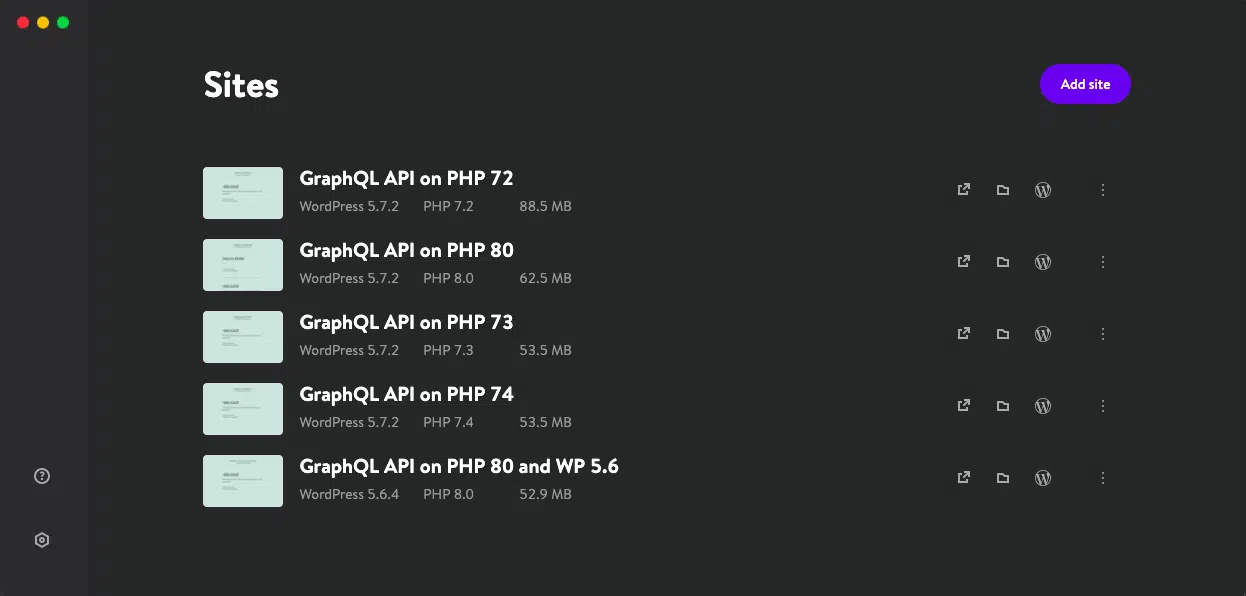 Sites
Add site
GraphQL API on PHP 72
WordPress 5.7.2 PHP 7.2 88.5 MB
GraphQL API on PHP 80
WordPress 5.7.2 PHP 8.0 62.5 MB
GraphQL API on PHP 73
WordPress 5.7.2 PHP 7.3 53.5 MB
GraphQL API on PHP 74
WordPress 5.7.2 PHP 7.4 53.5 MB
GraphQL API on PHP 80 and WP 5.6
WordPress 5.6.4 PHP 8.0 52.9 MB